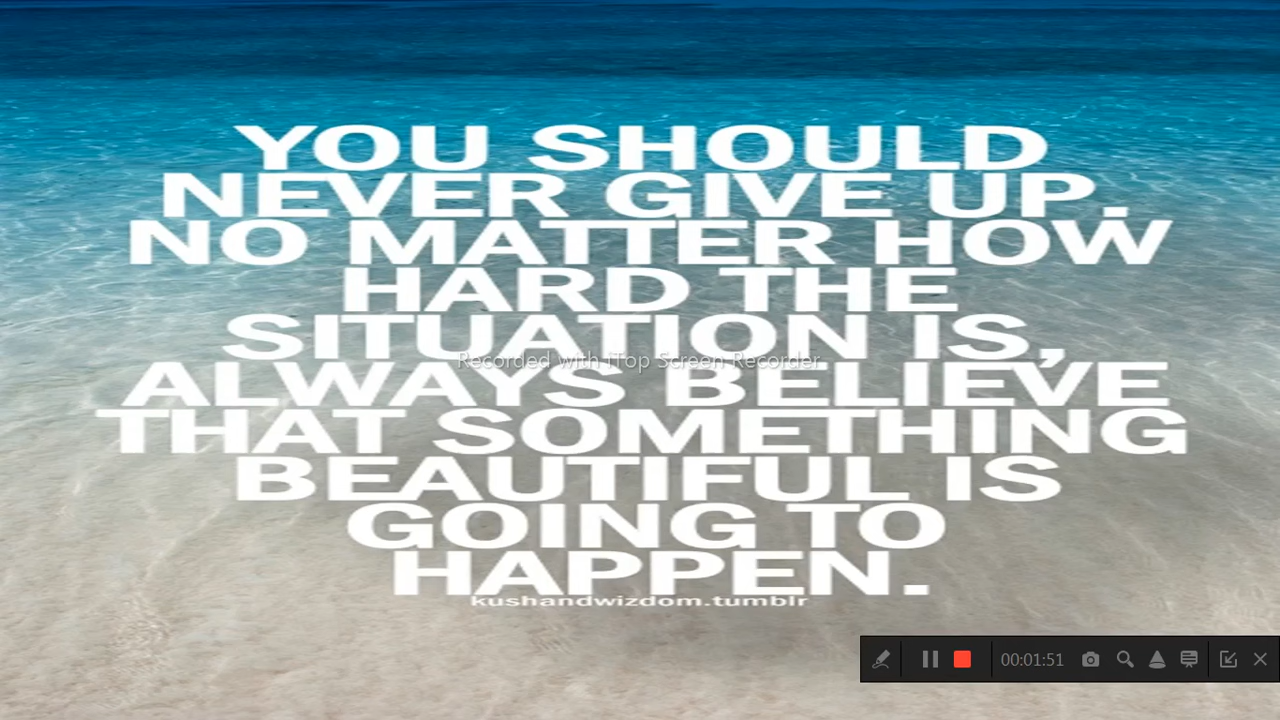 YOU SHOULD
NEVER GIVE UP.
NO MATTER HOW
HARD THE
SITUATION IS,
Recorded with iTop Screen Recorder
ALWAYS BELIEVE
THAT SOMETHING
BEAUTIFUL IS
GOING TO
HAPPEN.
kushandwizdom.tumblr
00:01:51